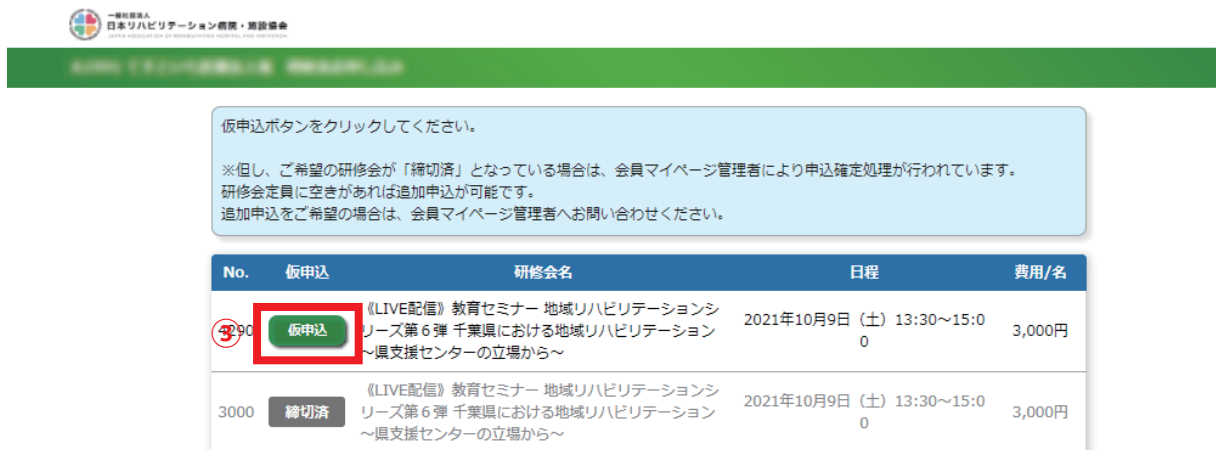 一般社団法人
日本リハビリテーション病院・施設協会
JAPAN ASSOCIATION OF REHABILITATION HOSPITAL AND INSTITUTION
仮申込ボタンをクリックしてください。
※但し、ご希望の研修会が「締切済」となっている場合は、会員マイページ管理者により申込確定処理が行われています。
研修会定員に空きがあれば追加申込が可能です。
追加申込をご希望の場合は、会員マイページ管理者へお問い合わせください。
No. 仮申込 研修会名 日程 費用/名
《LIVE配信》教育セミナー 地域リハビリテーションシ
③ 4290 仮申込 リーズ第６弾 千葉県における地域リハビリテーション 2021年10月9日（土）13:30～15:0 3,000円
～県支援センターの立場から～ 0
《LIVE配信》教育セミナー 地域リハビリテーションシ
3000 締切済 リーズ第６弾 千葉県における地域リハビリテーション 2021年10月9日（土）13:30～15:0 3,000円
～県支援センターの立場から～ 0